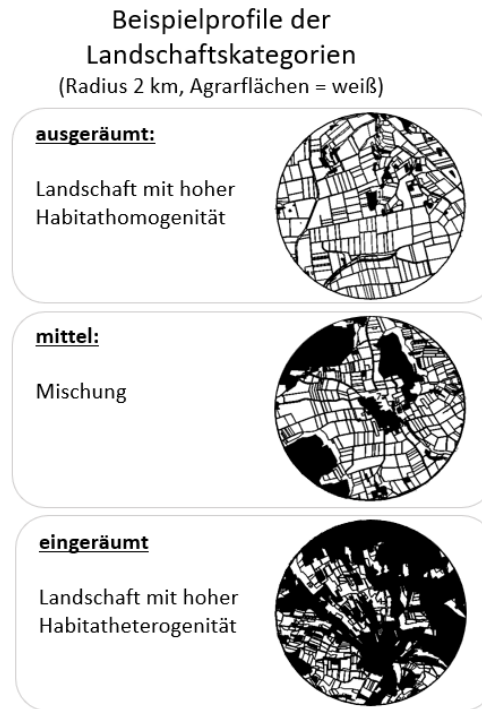 Beispielprofile der
Landschaftskategorien
(Radius 2 km, Agrarflächen = weiß)
ausgeräumt:
Landschaft mit hoher
Habitathomogenität
mittel:
Mischung
eingeräumt
Landschaft mit hoher
Habitatheterogenität